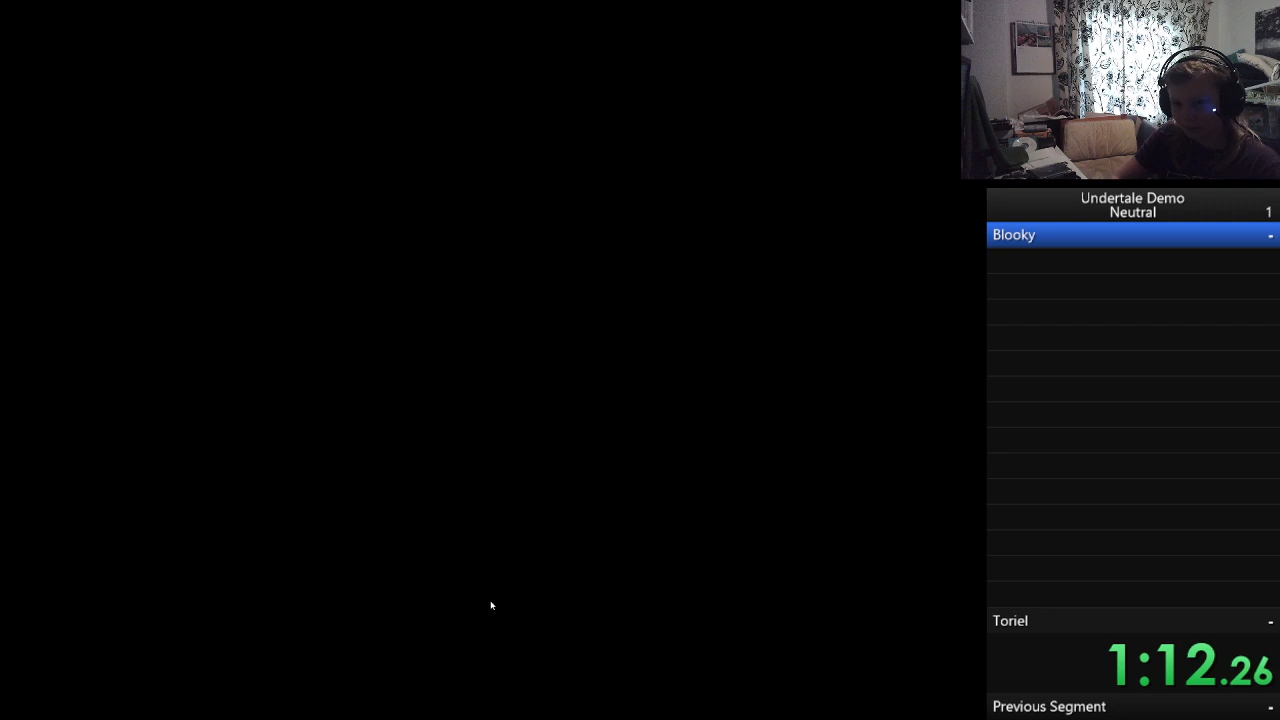 Undertale Demo
Neutral 1
Blooky -
Toriel -
1:12.26
Previous Segment -